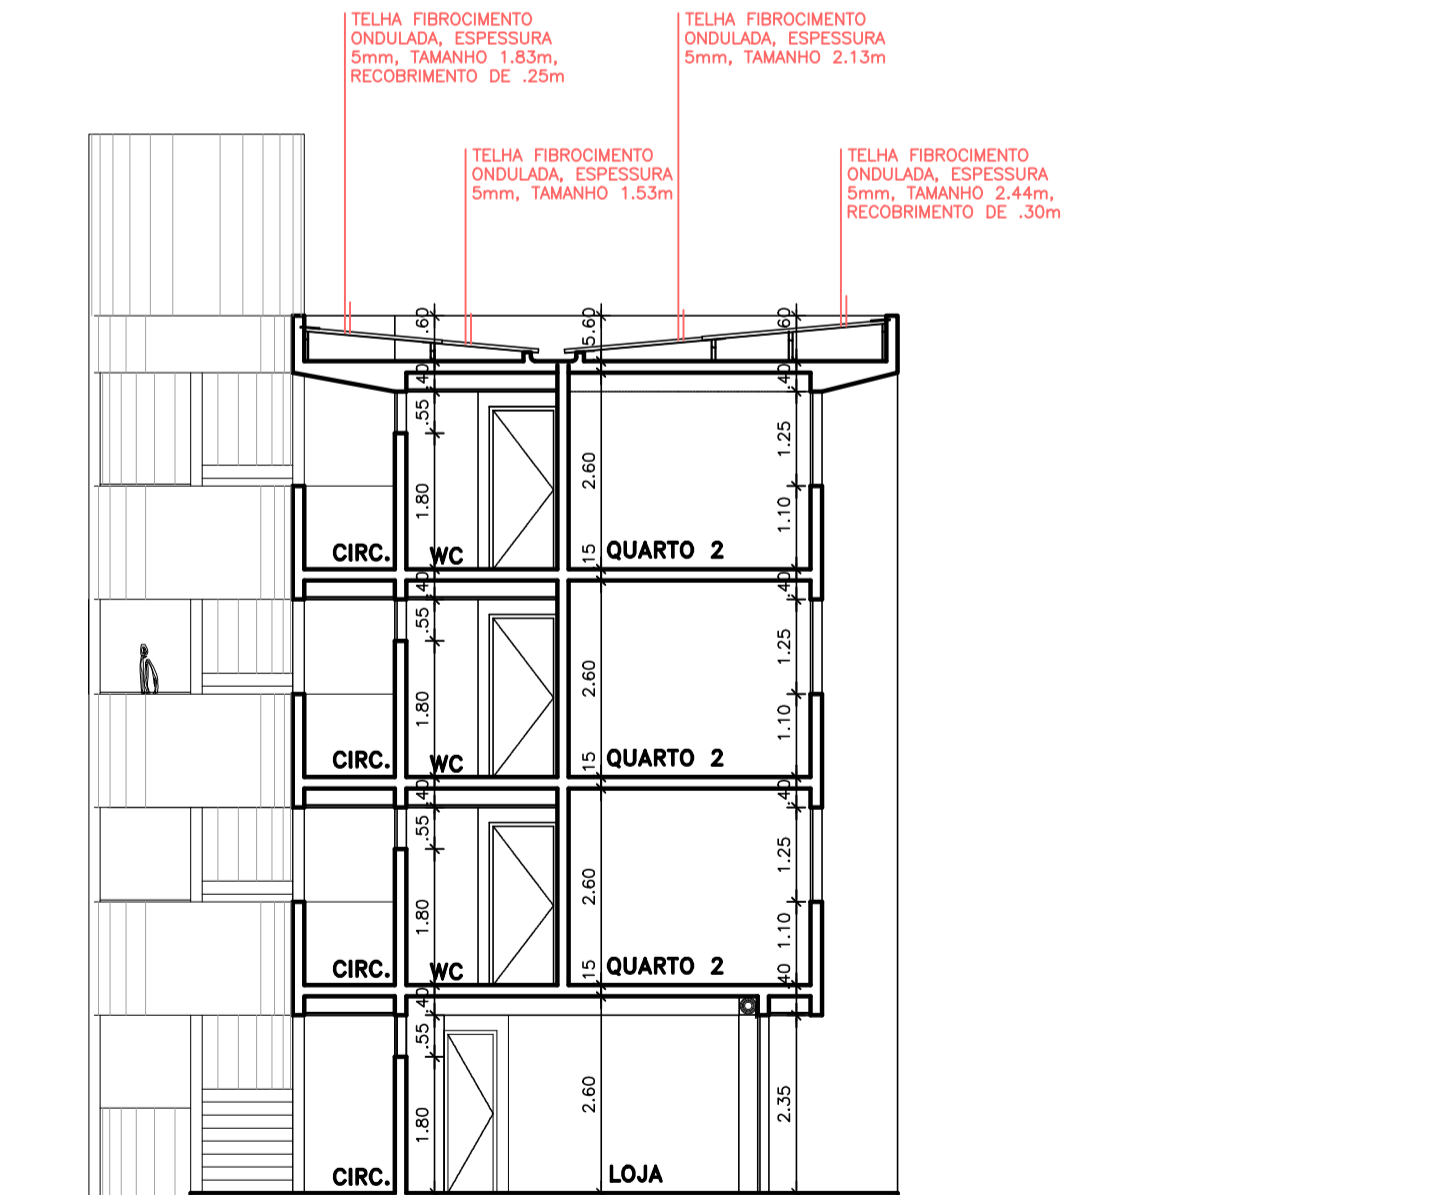 TELHA FIBROCIMENTO
ONDULADA, ESPESSURA
5mm, TAMANHO 1.83m,
RECOBRIMENTO DE .25m
TELHA FIBROCIMENTO
ONDULADA, ESPESSURA
5mm, TAMANHO 2.13m
TELHA FIBROCIMENTO
ONDULADA, ESPESSURA
5mm, TAMANHO 1.53m
TELHA FIBROCIMENTO
ONDULADA, ESPESSURA
5mm, TAMANHO 2.44m,
RECOBRIMENTO DE .30m
.60
.60
.60
15
.40
.40
.55
2.60
1.25
1.80
1.10
CIRC.
WC
15
QUARTO 2
.40
.40
.55
2.60
1.25
1.80
1.10
CIRC.
WC
15
QUARTO 2
.40
.40
.55
2.60
1.25
1.80
1.10
CIRC.
WC
15
QUARTO 2
.40
.40
.55
2.60
2.35
1.80
CIRC.
LOJA